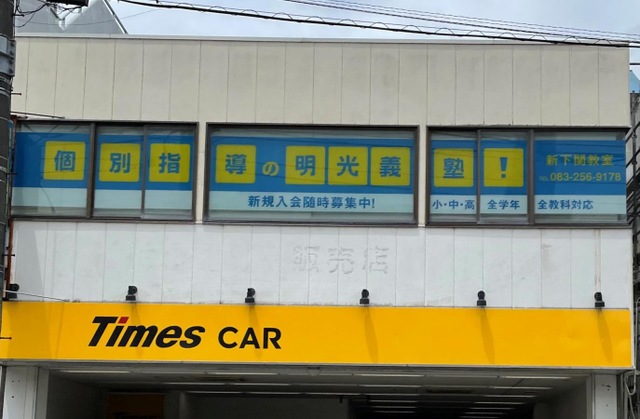 個別指導の明光義塾!
新規入会随時募集中!
小・中・高 全学年 全教科対応
新下関教室
TEL 083-256-9178
販売店
Times CAR